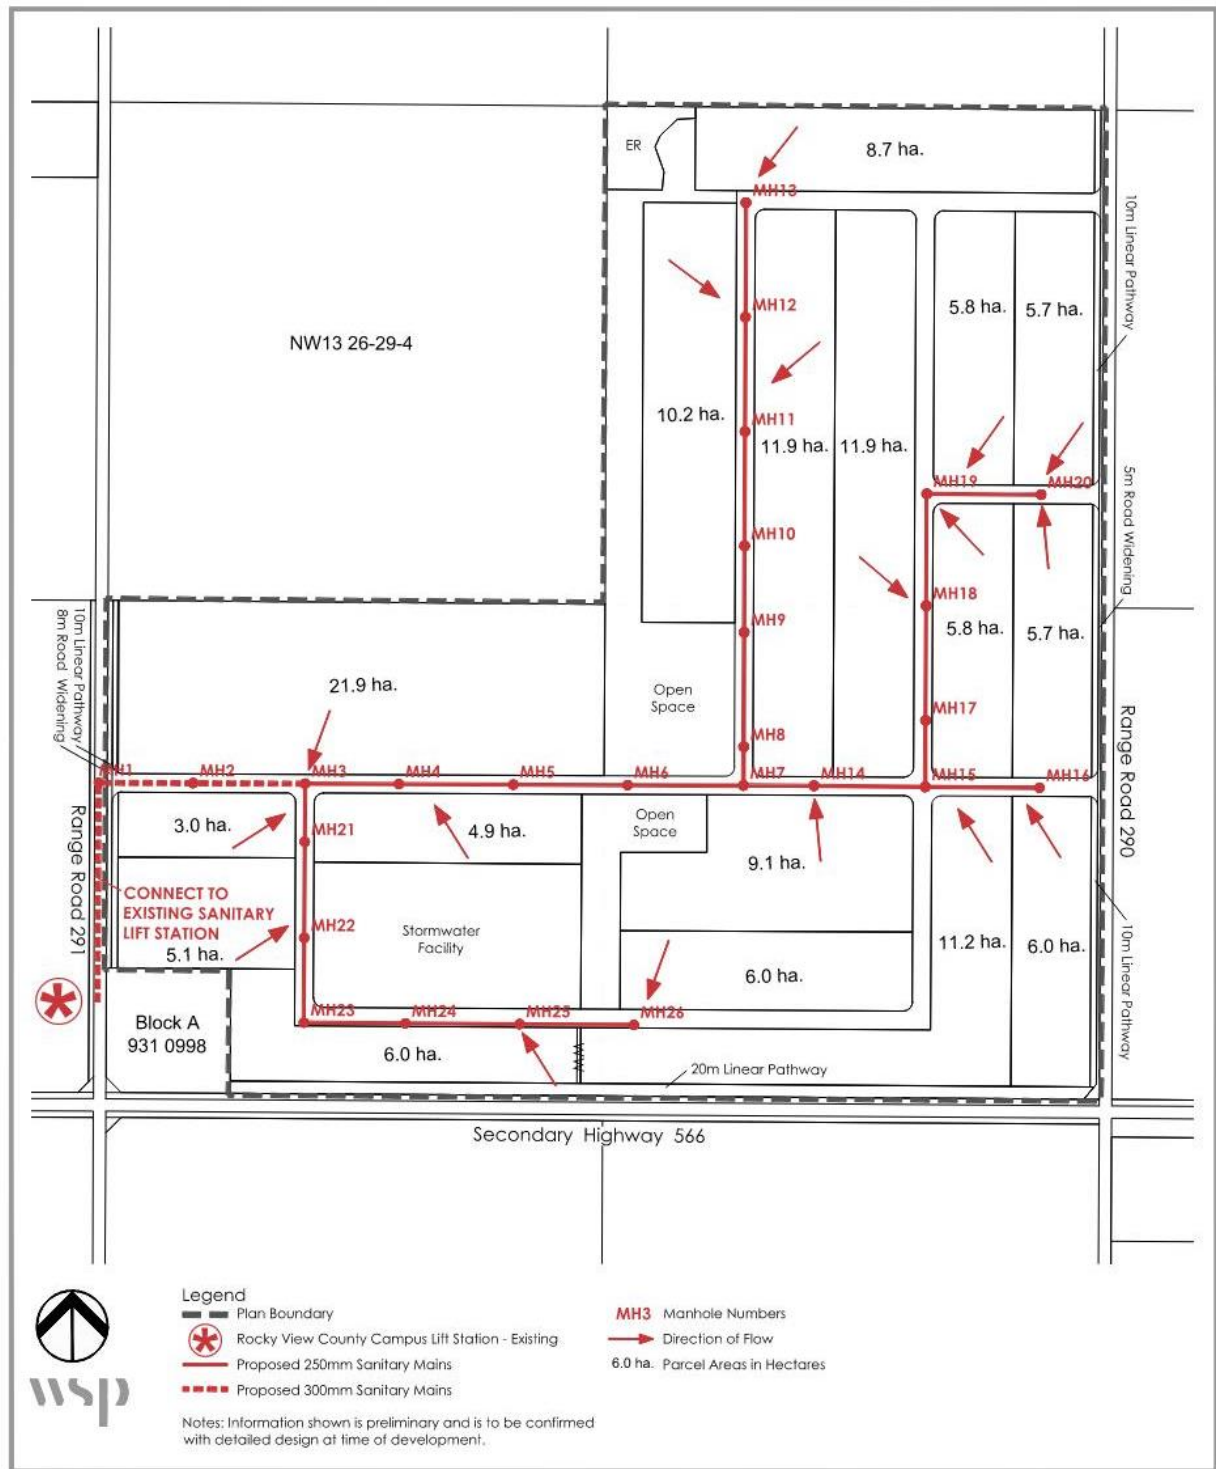 ER
8.7 ha.
MH13
10m Linear Pathway
MH12
5.8 ha.
5.7 ha.
NW13 26-29-4
10.2 ha.
MH11
11.9 ha.
11.9 ha.
MH19
MH20
5m Road Widening
MH10
MH18
5.8 ha.
5.7 ha.
MH9
10m Linear Pathway
8m Road Widening
21.9 ha.
Open
Space
MH17
Range Road 290
MH8
MH1
MH2
MH3
MH4
MH5
MH6
MH7
MH14
MH15
MH16
3.0 ha.
MH21
4.9 ha.
Open
Space
9.1 ha.
Range Road 291
CONNECT TO
EXISTING SANITARY
LIFT STATION
MH22
5.1 ha.
Stormwater
Facility
11.2 ha.
6.0 ha.
10m Linear Pathway
6.0 ha.
MH23
MH24
MH25
MH26
Block A
931 0998
6.0 ha.
20m Linear Pathway
Secondary Highway 566
Legend
Plan Boundary
Rocky View County Campus Lift Station - Existing
Proposed 250mm Sanitary Mains
Proposed 300mm Sanitary Mains
MH3 Manhole Numbers
Direction of Flow
6.0 ha. Parcel Areas in Hectares
wsp
Notes: Information shown is preliminary and is to be confirmed
with detailed design at time of development.